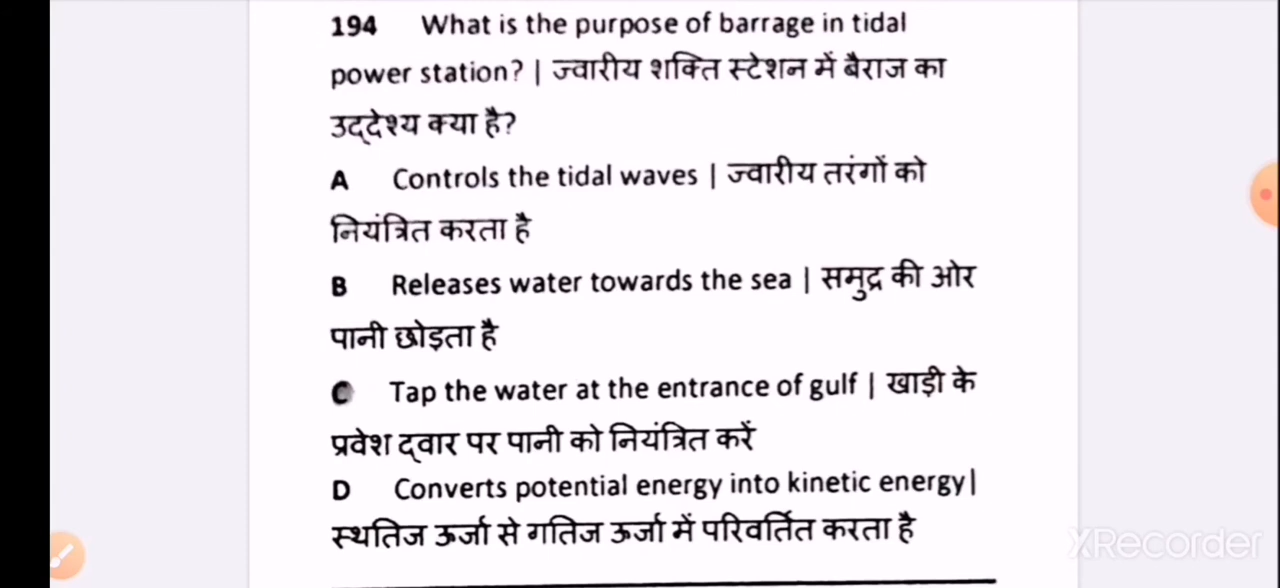 194 What is the purpose of barrage in tidal
power station? | ज्वारीय शक्ति स्टेशन में बैराज का
उद्देश्य क्या है?
A Controls the tidal waves | ज्वारीय तरंगों को
नियंत्रित करता है
B Releases water towards the sea | समुद्र की ओर
पानी छोड़ता है
C Tap the water at the entrance of gulf | खाड़ी के
प्रवेश द्वार पर पानी को नियंत्रित करें
D Converts potential energy into kinetic energy|
स्थतिज ऊर्जा से गतिज ऊर्जा में परिवर्तित करता है
XRecorder